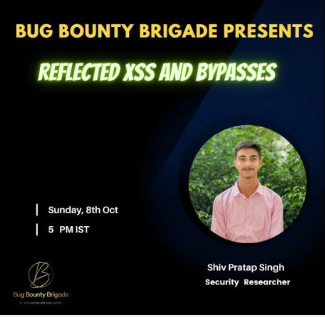 BUG BOUNTY BRIGADE PRESENTS
REFLECTED XSS AND BYPASSES
Sunday, 8th Oct
5 PM IST
Shiv Pratap Singh
Security Researcher
Bug Bounty Brigade